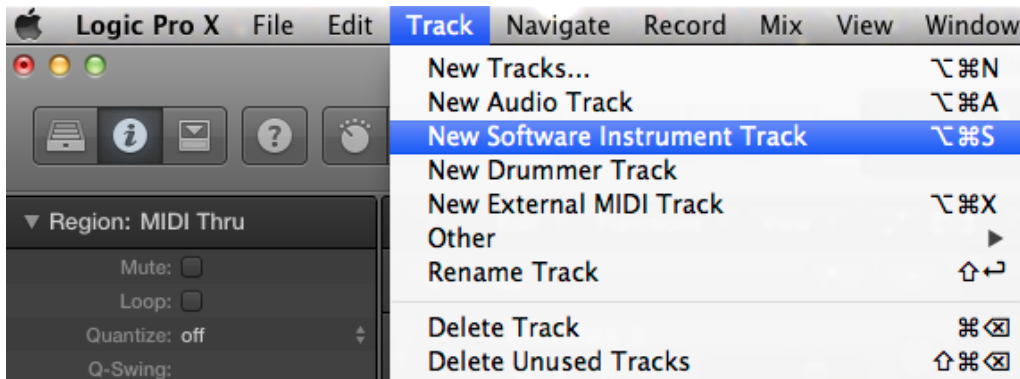 Logic Pro X File Edit Track Navigate Record Mix View Window
New Tracks... ⌥⌘N
New Audio Track ⌥⌘A
New Software Instrument Track ⌥⌘S
New Drummer Track
New External MIDI Track ⌥⌘X
Other ▶
Rename Track ⇧↩
Delete Track ⌘⌫
Delete Unused Tracks ⇧⌘⌫
i ?
▼ Region: MIDI Thru
Mute:
Loop:
Quantize: off
Q-Swing: